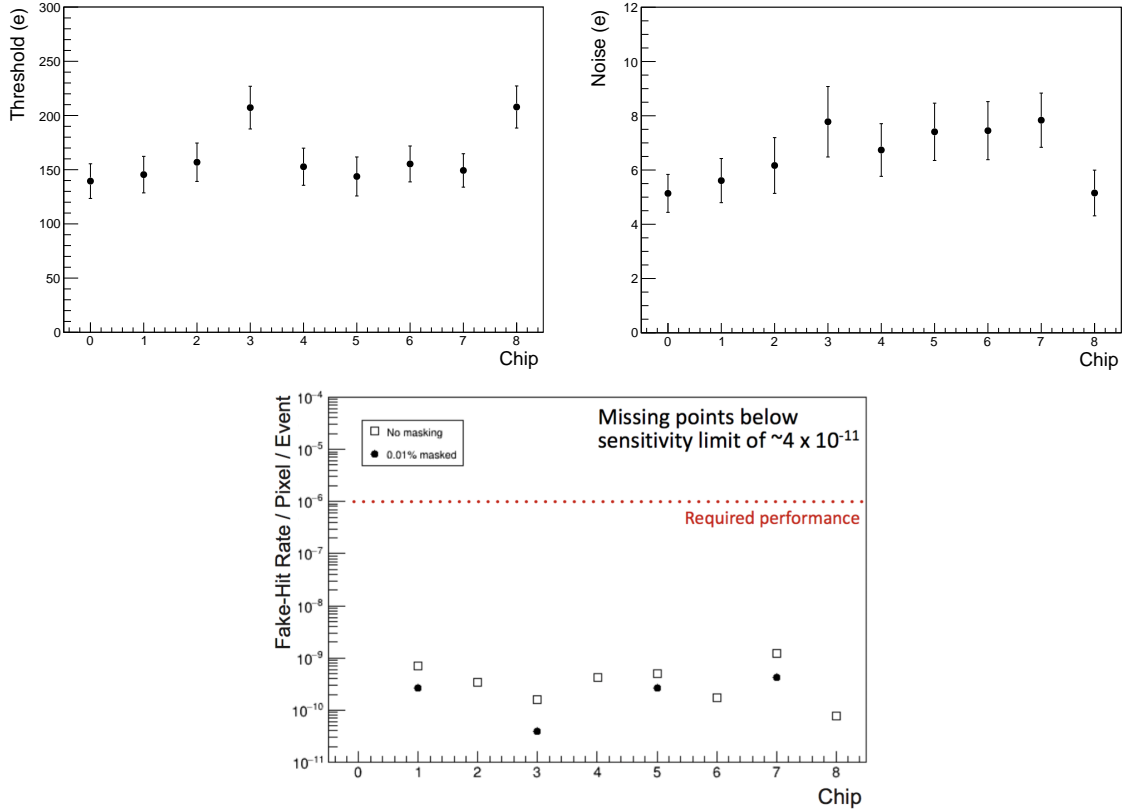 Threshold (e)
300
250
200
150
100
50
0
0 1 2 3 4 5 6 7 8
Chip
Noise (e)
12
10
8
6
4
2
0
0 1 2 3 4 5 6 7 8
Chip
Fake-Hit Rate / Pixel / Event
10⁻⁴
10⁻⁵
10⁻⁶
10⁻⁷
10⁻⁸
10⁻⁹
10⁻¹⁰
10⁻¹¹
No masking
0.01% masked
Missing points below
sensitivity limit of ~4 x 10⁻¹¹
Required performance
0 1 2 3 4 5 6 7 8
Chip